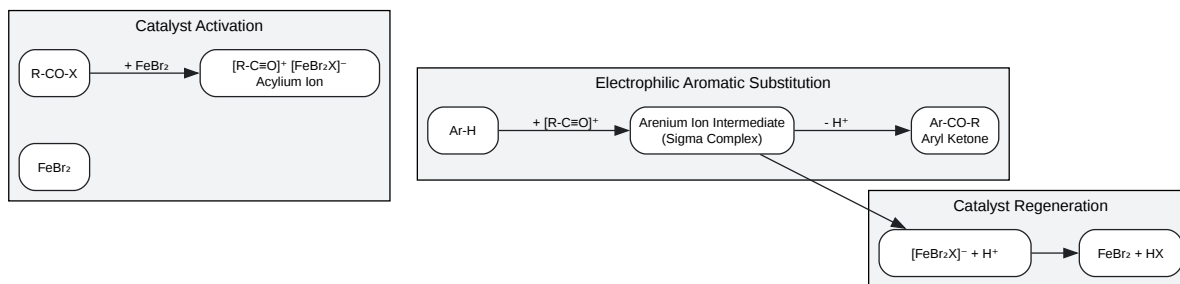 Catalyst Activation
R-CO-X
+ FeBr₂
[R-C≡O]⁺ [FeBr₂X]⁻
Acylium Ion
FeBr₂
Electrophilic Aromatic Substitution
Ar-H
+ [R-C≡O]⁺
Arenium Ion Intermediate
(Sigma Complex)
- H⁺
Ar-CO-R
Aryl Ketone
Catalyst Regeneration
[FeBr₂X]⁻ + H⁺
FeBr₂ + HX